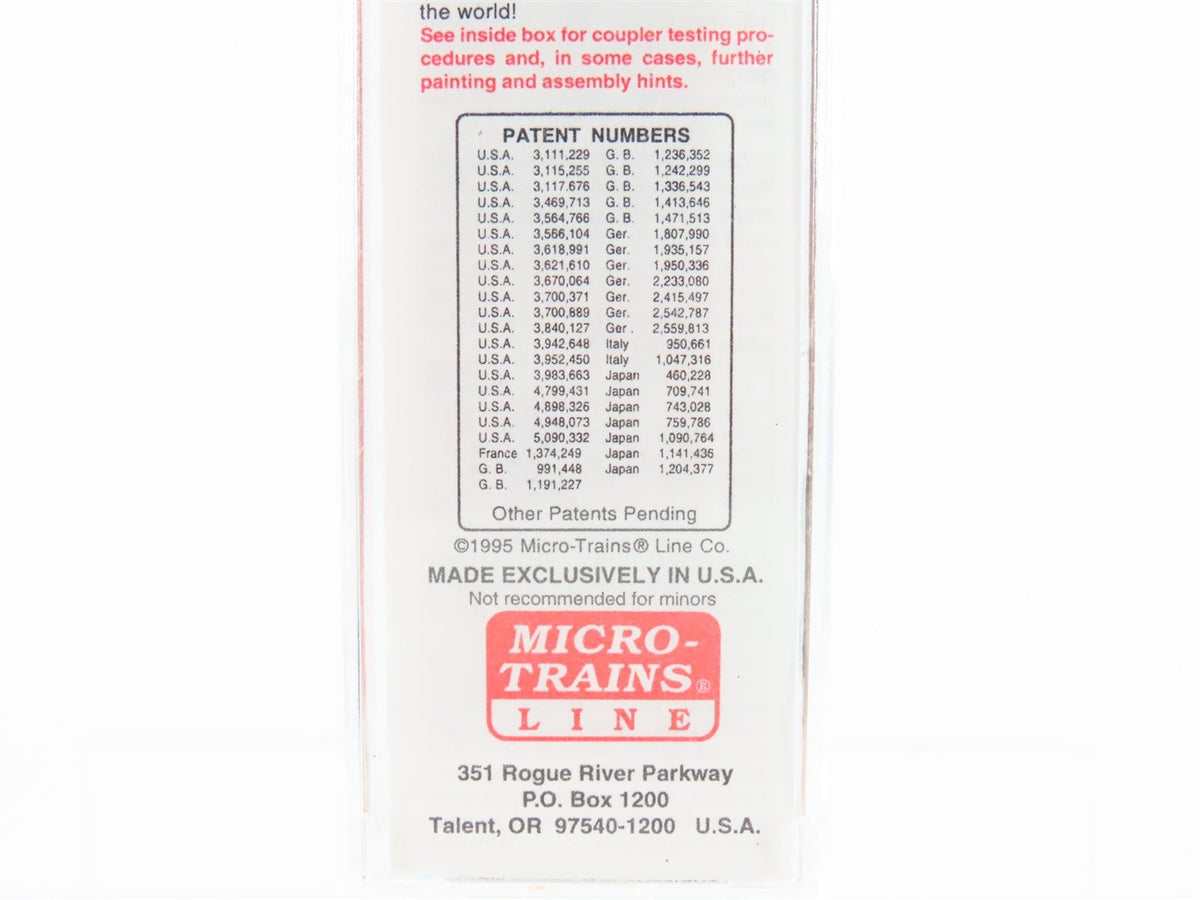 the world!
See inside box for coupler testing pro-
cedures and, in some cases, further
painting and assembly hints.
PATENT NUMBERS
U.S.A. 3,111,229 G. B. 1,236,352
U.S.A. 3,115,255 G. B. 1,242,299
U.S.A. 3,117.676 G. B. 1,336,543
U.S.A. 3,469,713 G. B. 1,413,646
U.S.A. 3,564,766 G. B. 1,471,513
U.S.A. 3,566,104 Ger. 1,807,990
U.S.A. 3,618,991 Ger. 1,935,157
U.S.A. 3,621,610 Ger. 1,950,336
U.S.A. 3,670,064 Ger. 2,233,080
U.S.A. 3,700,371 Ger. 2,415,497
U.S.A. 3,700,889 Ger. 2,542,787
U.S.A. 3,840,127 Ger . 2,559,813
U.S.A. 3,942,648 Italy 950,661
U.S.A. 3,952,450 Italy 1,047,316
U.S.A. 3,983,663 Japan 460,228
U.S.A. 4,799,431 Japan 709,741
U.S.A. 4,898,326 Japan 743,028
U.S.A. 4,948,073 Japan 759,786
U.S.A. 5,090,332 Japan 1,090,764
France 1,374,249 Japan 1,141,436
G. B. 991,448 Japan 1,204,377
G. B. 1,191,227
Other Patents Pending
©1995 Micro-Trains® Line Co.
MADE EXCLUSIVELY IN U.S.A.
Not recommended for minors
MICRO-
TRAINS®
LINE
351 Rogue River Parkway
P.O. Box 1200
Talent, OR 97540-1200 U.S.A.